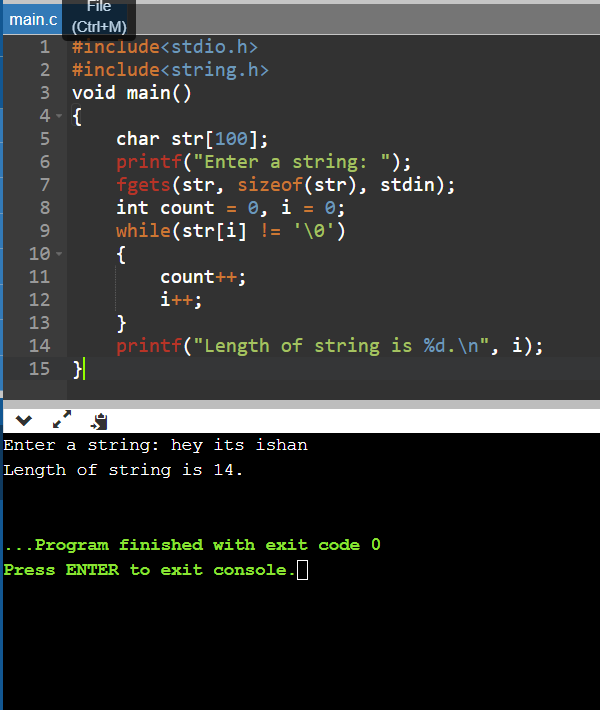 File
main.c
(Ctrl+M)
1 #include<stdio.h>
2 #include<string.h>
3 void main()
4 {
5     char str[100];
6     printf("Enter a string: ");
7     fgets(str, sizeof(str), stdin);
8     int count = 0, i = 0;
9     while(str[i] != '\0')
10     {
11         count++;
12         i++;
13     }
14     printf("Length of string is %d.\n", i);
15 }
Enter a string: hey its ishan
Length of string is 14.
...Program finished with exit code 0
Press ENTER to exit console.